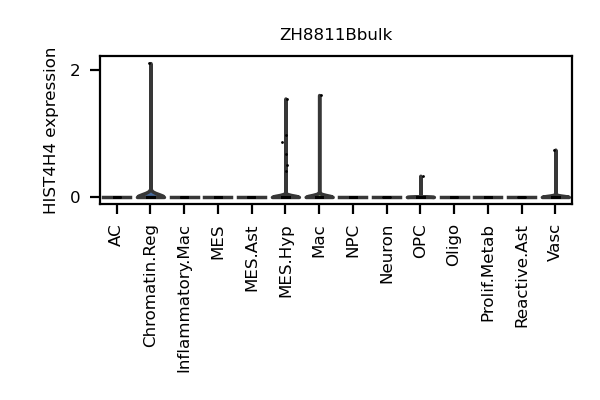 ZH8811Bbulk
HIST4H4 expression
2
0
AC
Chromatin.Reg
Inflammatory.Mac
MES
MES.Ast
MES.Hyp
Mac
NPC
Neuron
OPC
Oligo
Prolif.Metab
Reactive.Ast
Vasc